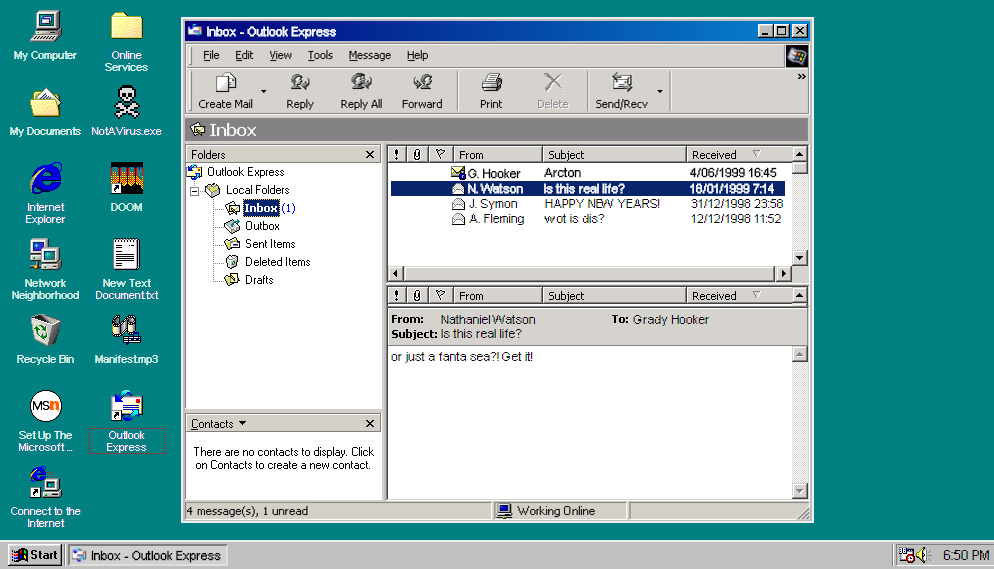 My Computer
Online
Services
My Documents
NotAVirus.exe
Internet
Explorer
DOOM
Network
Neighborhood
New Text
Document.txt
Recycle Bin
Manifest.mp3
msn
Set Up The
Microsoft ...
Outlook
Express
Connect to the
Internet
Inbox - Outlook Express
File Edit View Tools Message Help
Create Mail Reply Reply All Forward Print Delete Send/Recv »
Inbox
Folders
Outlook Express
Local Folders
Inbox (1)
Outbox
Sent Items
Deleted Items
Drafts
Contacts
There are no contacts to display. Click
on Contacts to create a new contact.
! From Subject Received
G. Hooker Arcton 4/06/1999 16:45
N. Watson Is this real life? 18/01/1999 7:14
J. Symon HAPPY NEW YEARS! 31/12/1998 23:58
A. Fleming wot is dis? 12/12/1998 11:52
! From Subject Received
From: Nathaniel Watson To: Grady Hooker
Subject: Is this real life?
or just a fanta sea?! Get it!
4 message(s), 1 unread Working Online
Start Inbox - Outlook Express 6:50 PM